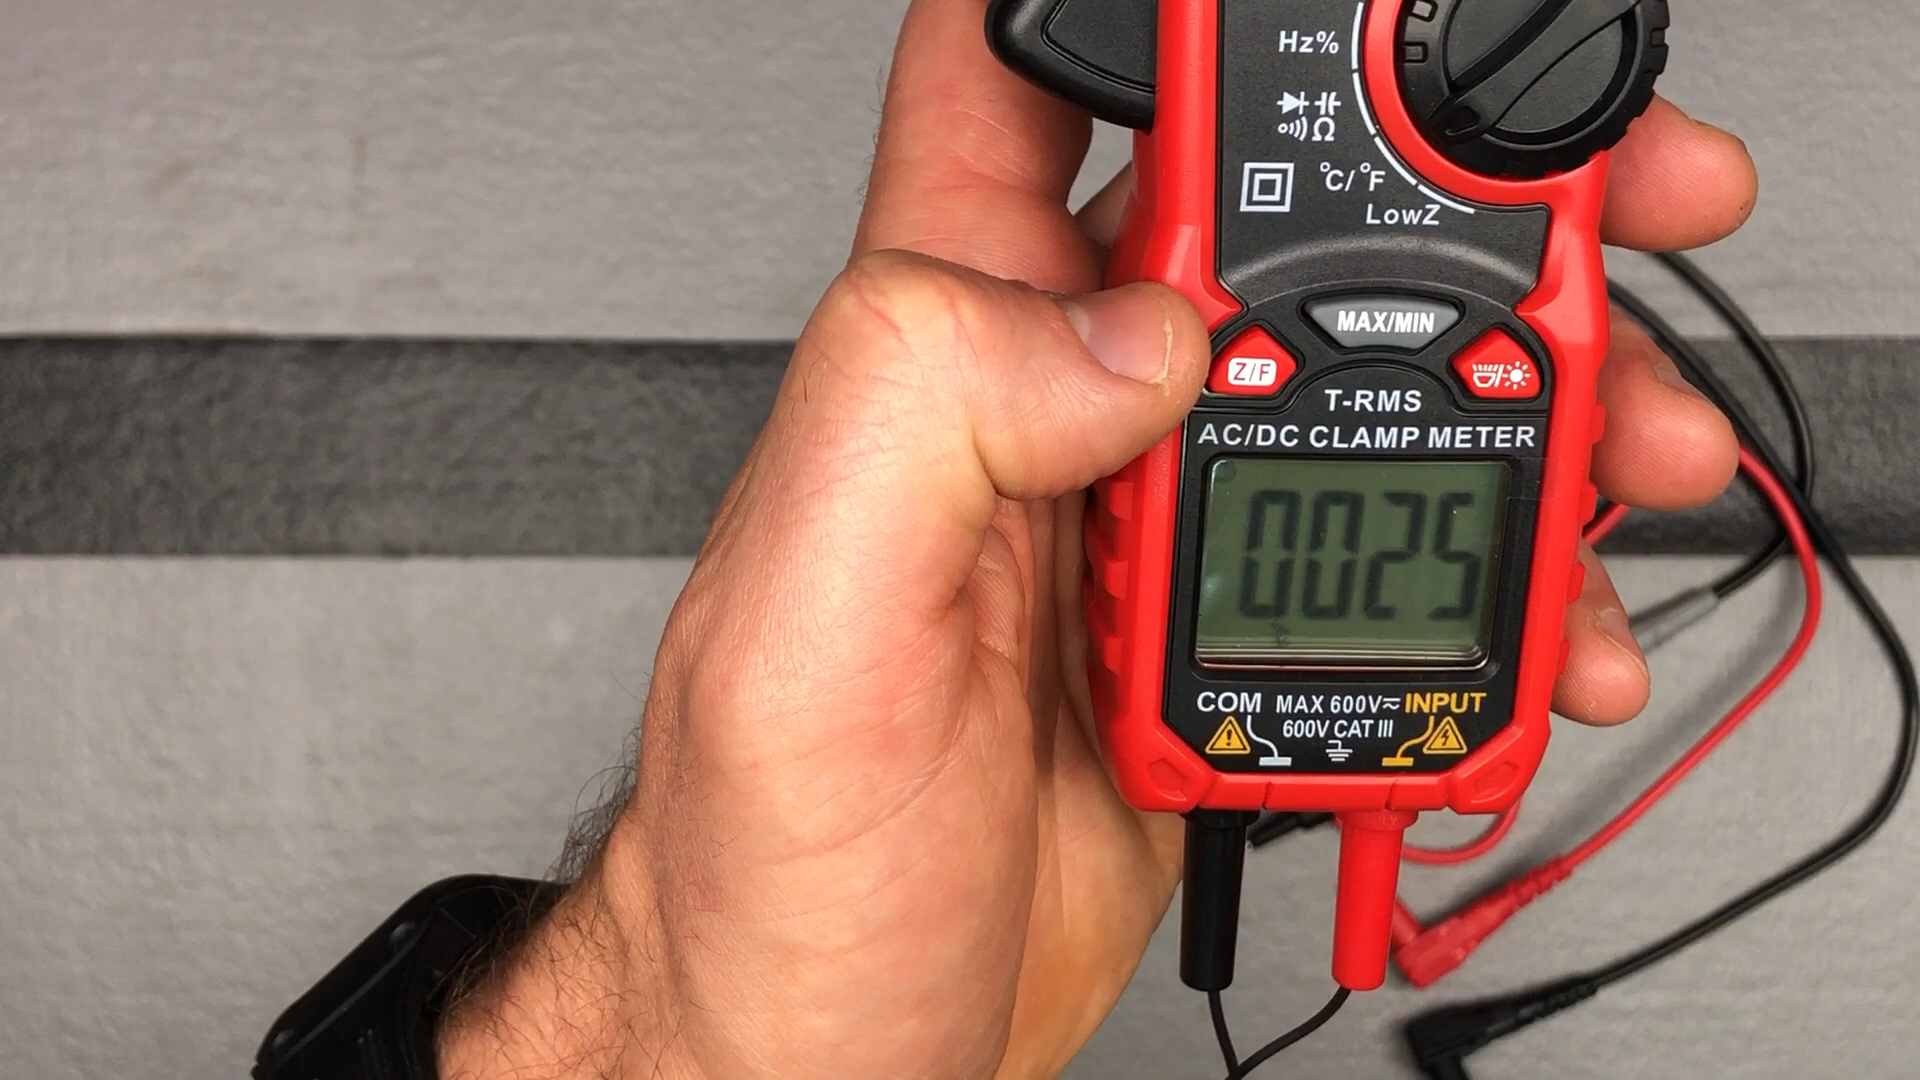 Hz%
Ω
°C/°F
LowZ
MAX/MIN
Z/F
T-RMS
AC/DC CLAMP METER
0025
COM MAX 600V⎓ INPUT
600V CAT III